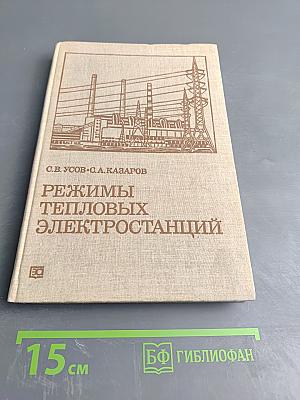 С.В.УСОВ•С.А.КАЗАРОВ
РЕЖИМЫ
ТЕПЛОВЫХ
ЭЛЕКТРОСТАНЦИЙ
15 см
БФ ГИБЛИОФАН